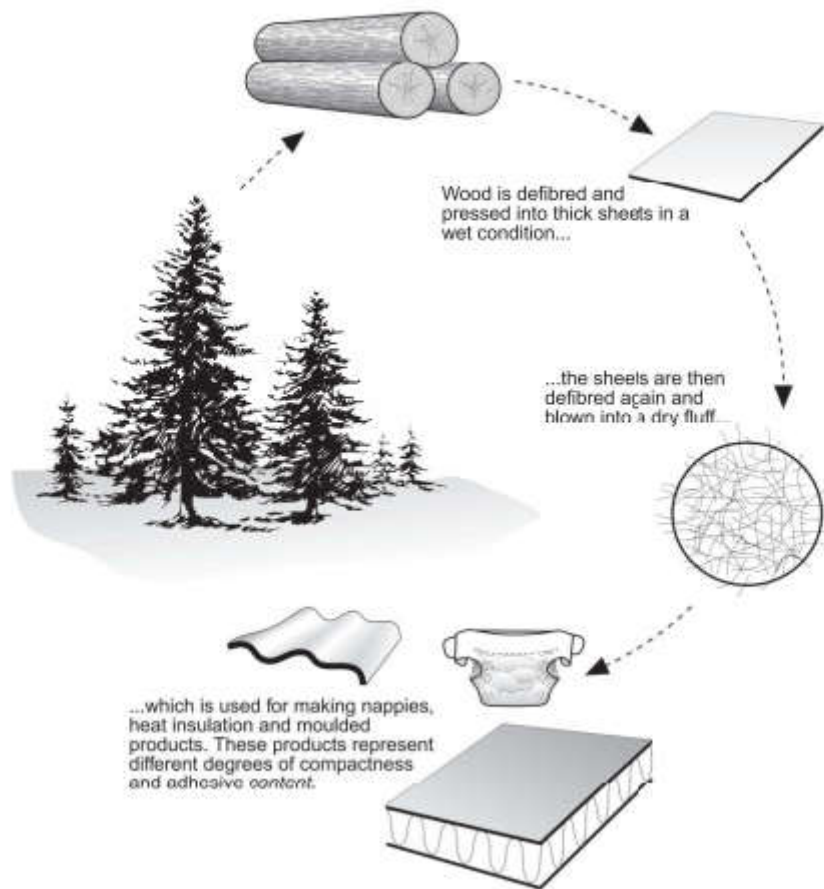 Wood is defibred and
pressed into thick sheets in a
wet condition...
...the sheets are then
defibred again and
blown into a dry fluff...
...which is used for making nappies,
heat insulation and moulded
products. These products represent
different degrees of compactness
and adhesive content.